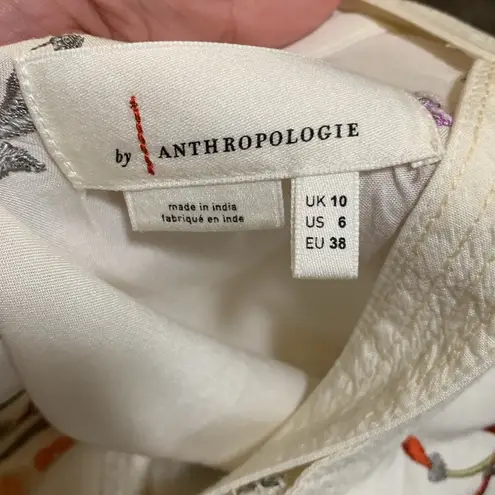 by ANTHROPOLOGIE
made in india
fabriqué en inde
UK 10
US 6
EU 38